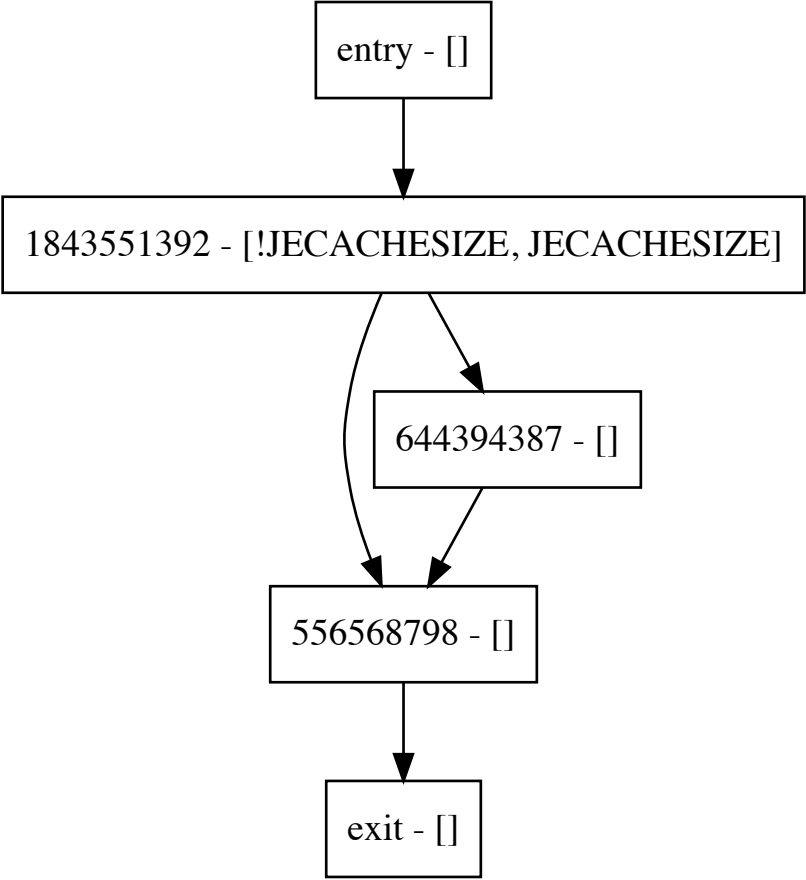 entry - []
1843551392 - [!JECACHESIZE, JECACHESIZE]
644394387 - []
556568798 - []
exit - []